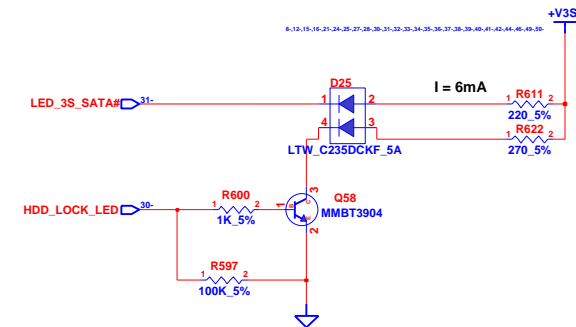 +V3S
8-,12-,15-,16-,21-,24-,25-,27-,28-,30-,31-,32-,33-,34-,35-,36-,37-,38-,39-,40-,41-,42-,44-,46-,49-,50-
D25
I = 6mA
LED_3S_SATA# 31- 1 2 1 R611 2
220_5%
4 3 1 R622 2
270_5%
LTW_C235DCKF_5A
3
Q58
HDD_LOCK_LED 30- 1 R600 2 1 B C E
1K_5%
MMBT3904
2
1 R597 2
100K_5%